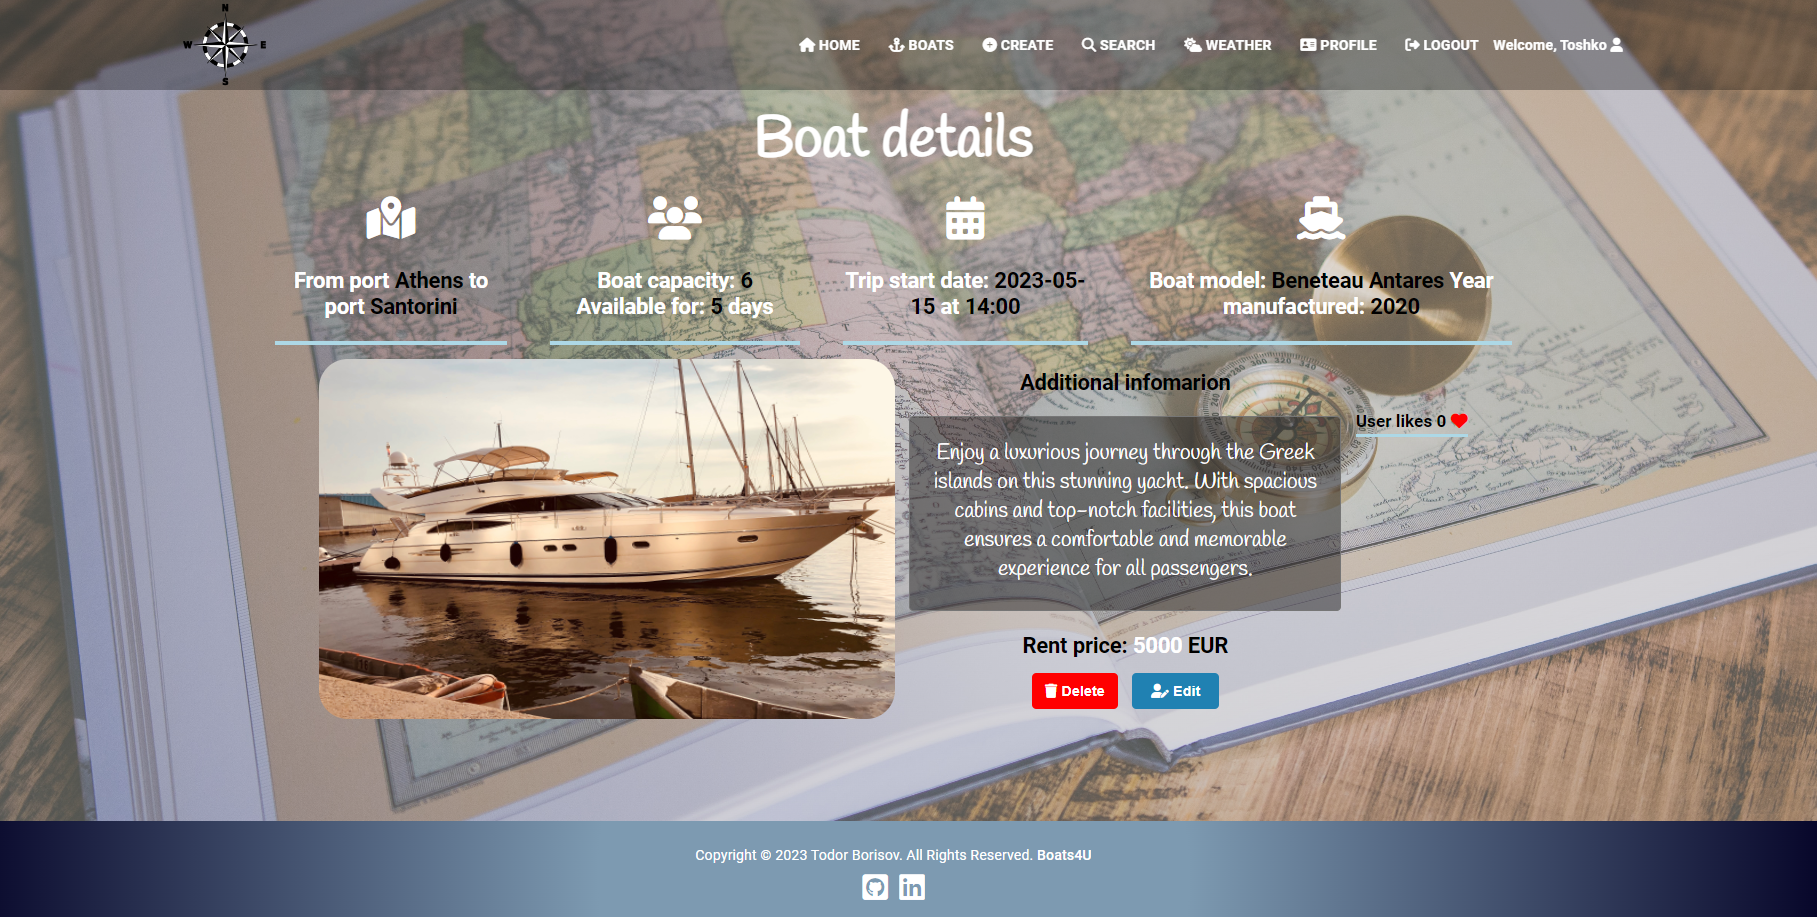 N
W E
S
HOME BOATS CREATE SEARCH WEATHER PROFILE LOGOUT Welcome, Toshko
Boat details
From port Athens to
port Santorini
Boat capacity: 6
Available for: 5 days
Trip start date: 2023-05-
15 at 14:00
Boat model: Beneteau Antares Year
manufactured: 2020
Additional infomarion
User likes 0
Enjoy a luxurious journey through the Greek
islands on this stunning yacht. With spacious
cabins and top-notch facilities, this boat
ensures a comfortable and memorable
experience for all passengers.
Rent price: 5000 EUR
Delete Edit
Copyright © 2023 Todor Borisov. All Rights Reserved. Boats4U
in